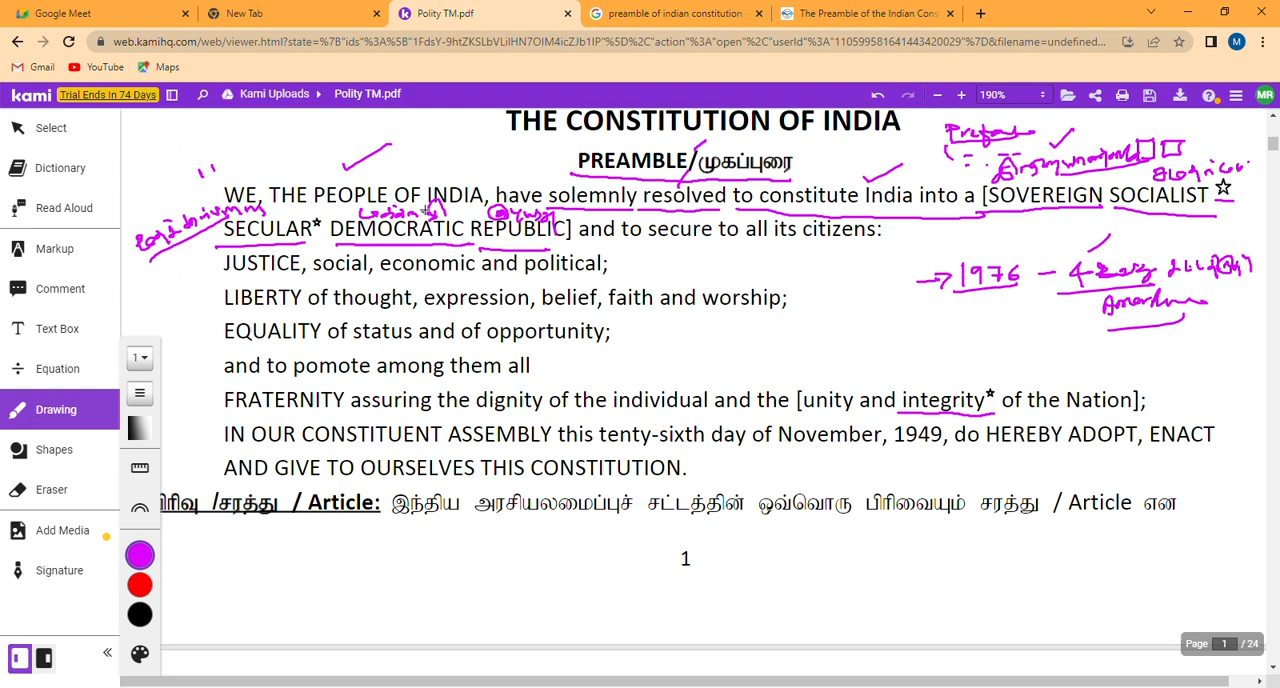 Google Meet
New Tab
Polity TM.pdf
preamble of indian constitution -
The Preamble of the Indian Cons
web.kamihq.com/web/viewer.html?state=%7B"ids"%3A%5B"1FdsY-9htZKSLbVLilHN7OIM4icZJb1IP"%5D%2C"action"%3A"open"%2C"userId"%3A"110599581641443420029"%7D&filename=undefined...
M
Gmail
YouTube
Maps
kami
Trial Ends In 74 Days
Kami Uploads
Polity TM.pdf
190%
MR
Select
Dictionary
Read Aloud
Markup
Comment
Text Box
Equation
Drawing
Shapes
Eraser
Add Media
Signature
1
THE CONSTITUTION OF INDIA
PREAMBLE/முகப்புரை
WE, THE PEOPLE OF INDIA, have solemnly resolved to constitute India into a [SOVEREIGN SOCIALIST
SECULAR* DEMOCRATIC REPUBLIC] and to secure to all its citizens:
JUSTICE, social, economic and political;
→ 1976 –
LIBERTY of thought, expression, belief, faith and worship;
EQUALITY of status and of opportunity;
and to pomote among them all
FRATERNITY assuring the dignity of the individual and the [unity and integrity* of the Nation];
IN OUR CONSTITUENT ASSEMBLY this tenty-sixth day of November, 1949, do HEREBY ADOPT, ENACT
AND GIVE TO OURSELVES THIS CONSTITUTION.
பிரிவு /சரத்து / Article: இந்திய அரசியலமைப்புச் சட்டத்தின் ஒவ்வொரு பிரிவையும் சரத்து / Article என
1
Page 1 / 24